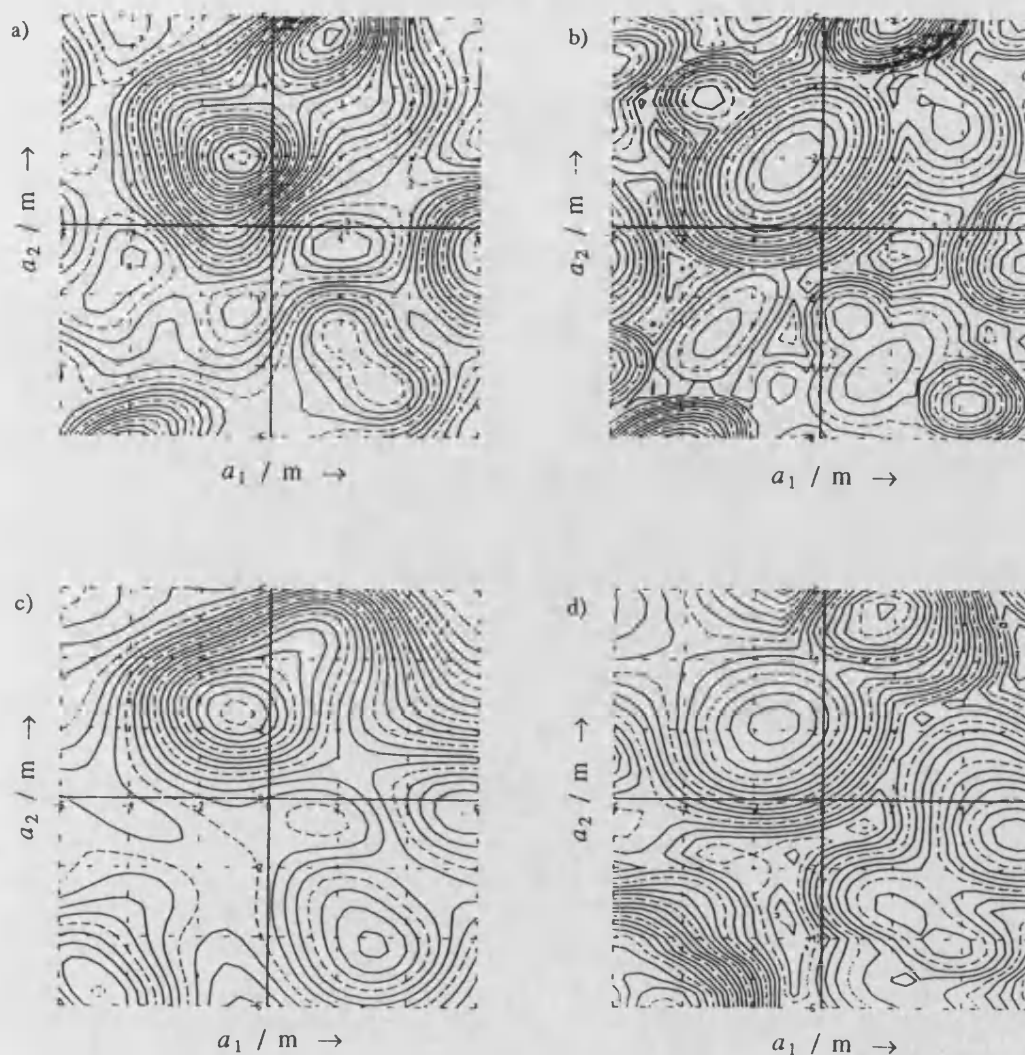 a)
b)
a₂ / m →
a₂ / m →
a₁ / m →
a₁ / m →
c)
d)
a₂ / m →
a₂ / m →
a₁ / m →
a₁ / m →